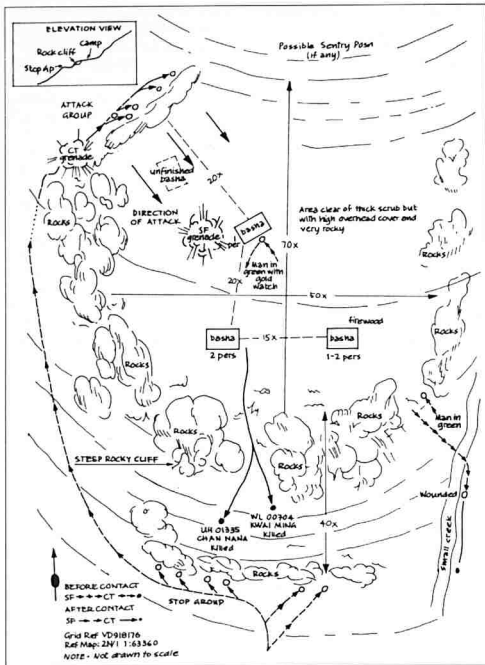 ELEVATION VIEW
camp
Rock cliff
Stop Ap
Possible Sentry Posn
(if any)
ATTACK
GROUP
CT
grenade
unfinished
basha
20x
Rocks
DIRECTION
OF ATTACK
SF
grenade
per
basha
Area clear of thick scrub but
with high overhead cover and
very rocky
Rocks
70x
20x
Man in
green with
gold
watch
50x
firewood
basha
15x
basha
2 pers
1-2 pers
Rocks
Rocks
Rocks
Rocks
Rocks
Man in
green
STEEP ROCKY CLIFF
Wounded
WL 00704
KWAI MING
Killed
UH 01335
CHAN NANA
Killed
40x
small creek
Rocks
BEFORE CONTACT
SF CT
AFTER CONTACT
SF CT
STOP GROUP
Grid Ref VD918176
Ref Map: 2N/1 1:63360
NOTE - Not drawn to scale